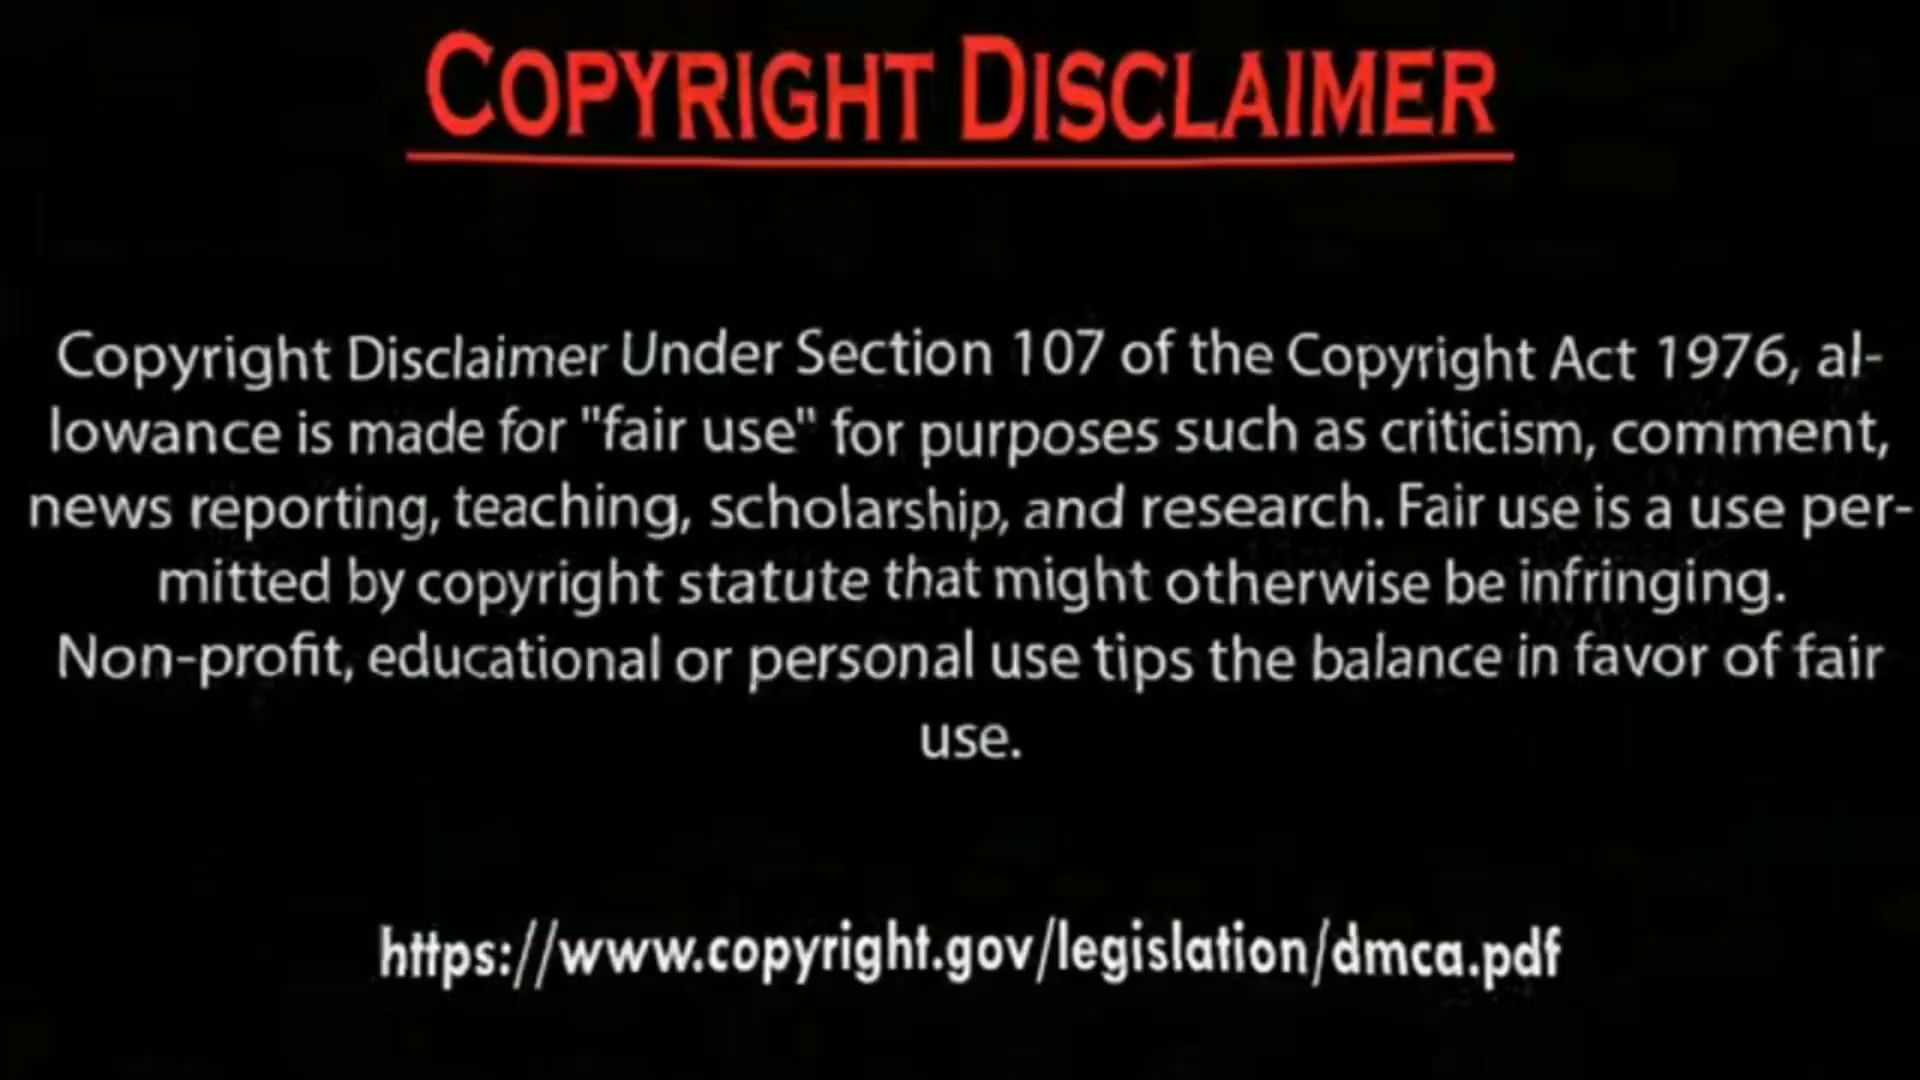 COPYRIGHT DISCLAIMER
Copyright Disclaimer Under Section 107 of the Copyright Act 1976, al-
lowance is made for "fair use" for purposes such as criticism, comment,
news reporting, teaching, scholarship, and research. Fair use is a use per-
mitted by copyright statute that might otherwise be infringing.
Non-profit, educational or personal use tips the balance in favor of fair
use.
https://www.copyright.gov/legislation/dmca.pdf